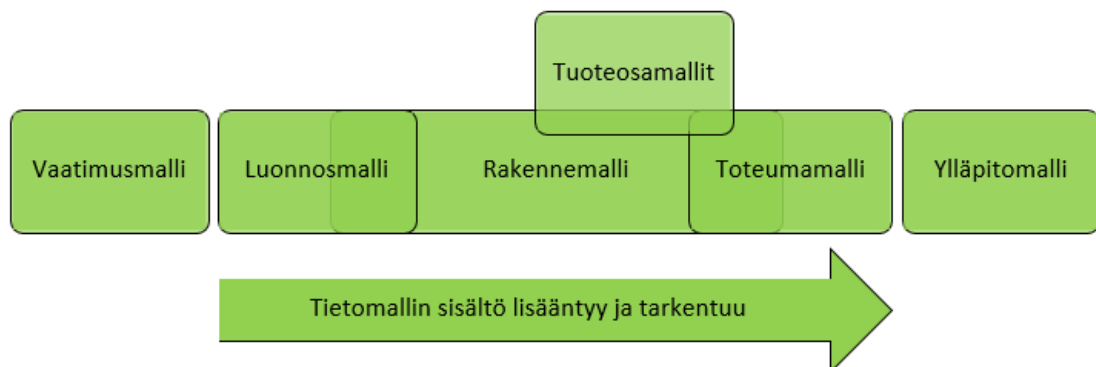 Tuoteosamallit
Vaatimusmalli
Luonnosmalli
Rakennemalli
Toteumamalli
Ylläpitomalli
Tietomallin sisältö lisääntyy ja tarkentuu